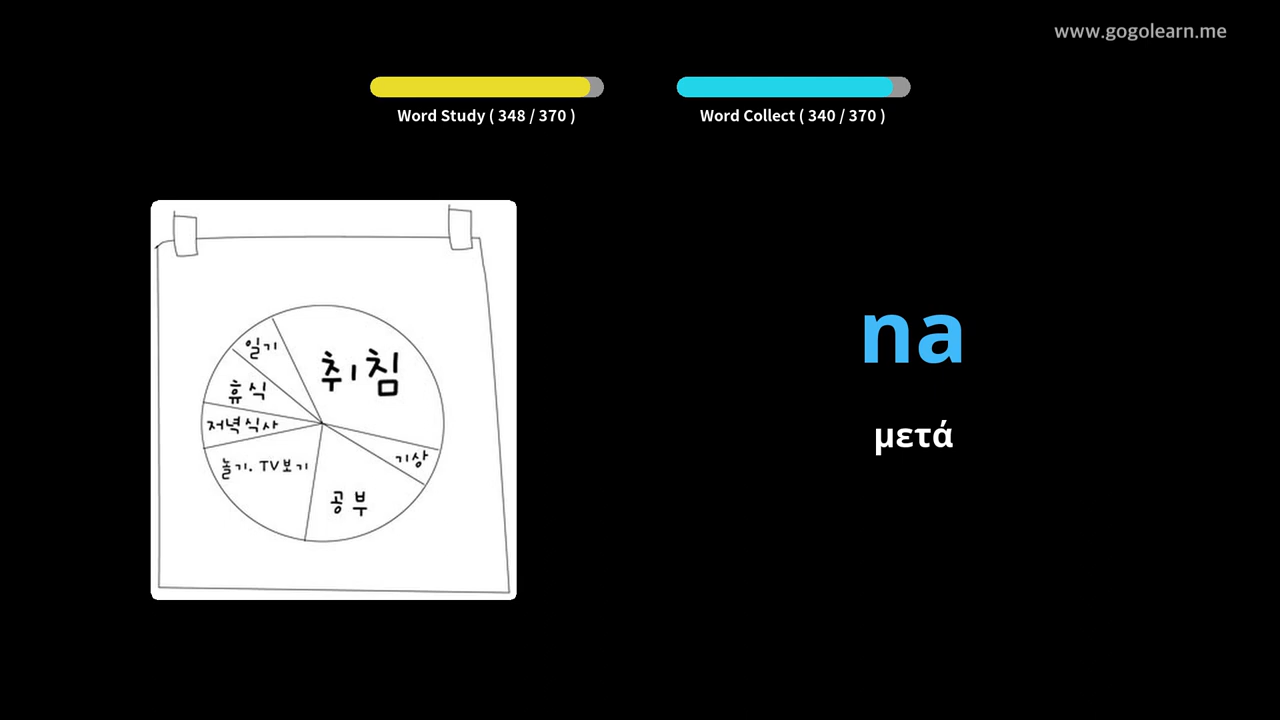 www.gogolearn.me
Word Study ( 348 / 370 )
Word Collect ( 340 / 370 )
일기
취침
휴식
저녁식사
놀기. TV보기
기상
공부
na
μετά